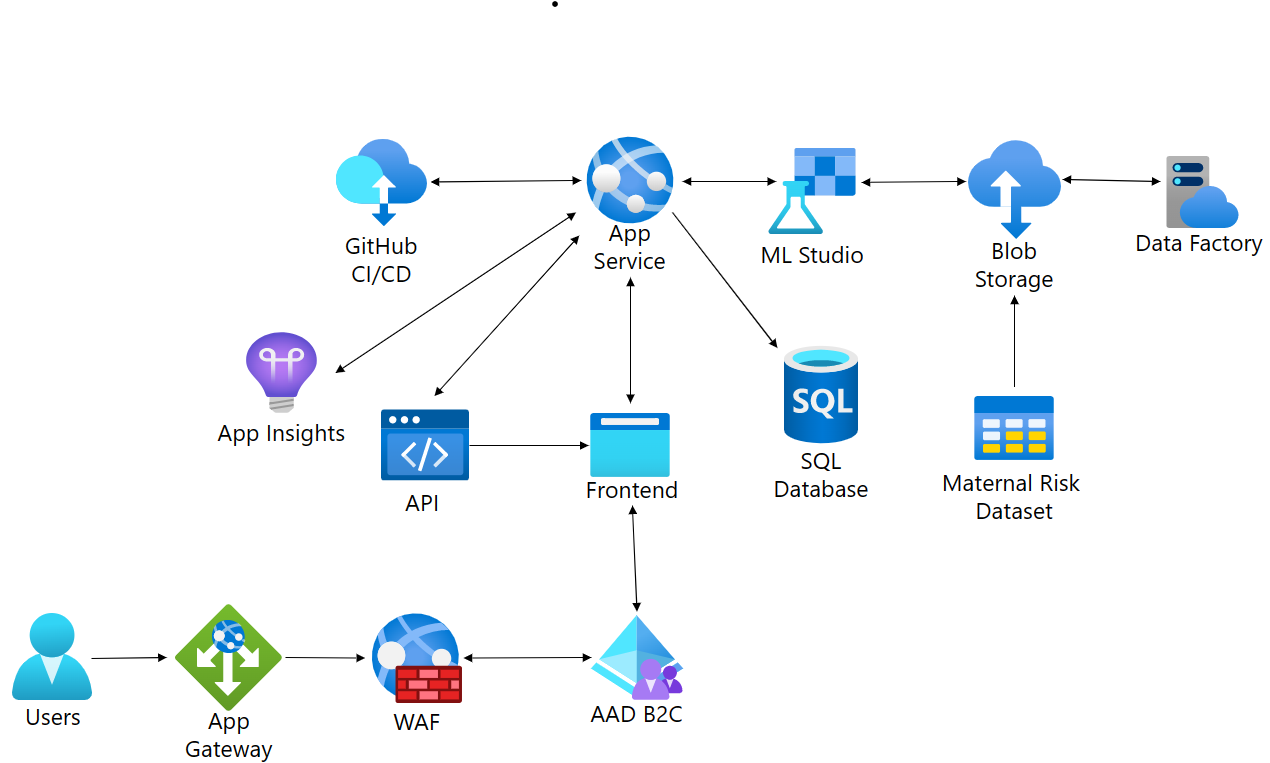 GitHub
CI/CD
App
Service
ML Studio
Blob
Storage
Data Factory
App Insights
API
Frontend
SQL
SQL
Database
Maternal Risk
Dataset
Users
App
Gateway
WAF
AAD B2C